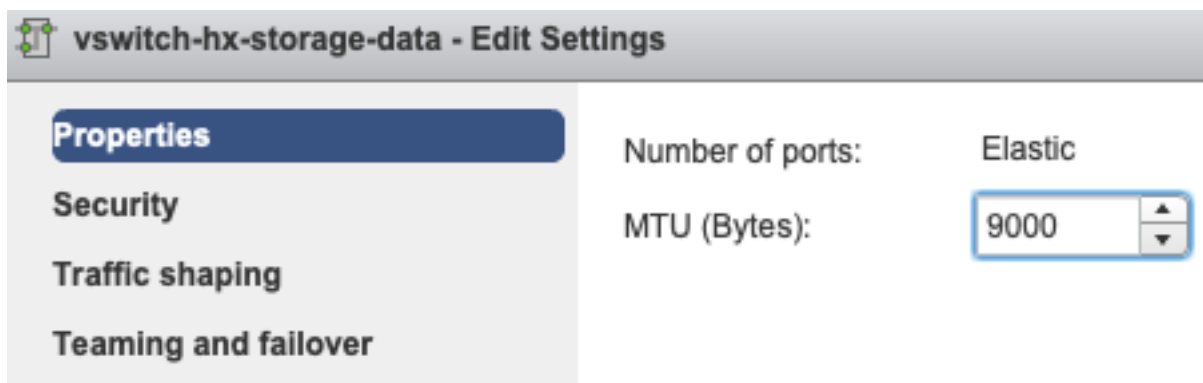 vswitch-hx-storage-data - Edit Settings
Properties
Security
Traffic shaping
Teaming and failover
Number of ports: Elastic
MTU (Bytes): 9000